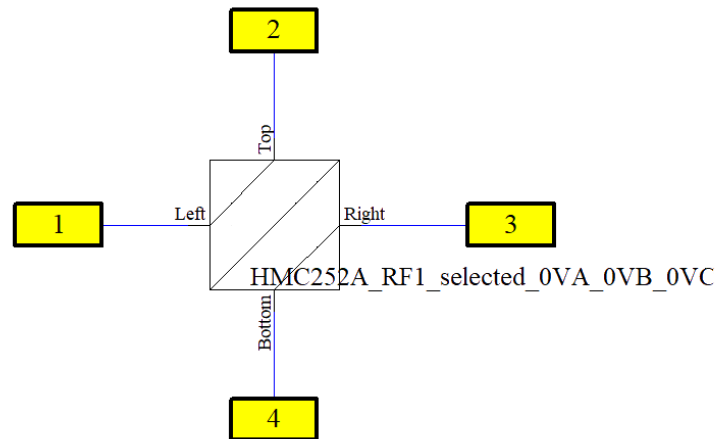 2
Top
1
Left
Right
3
HMC252A_RF1_selected_0VA_0VB_0VC
Bottom
4